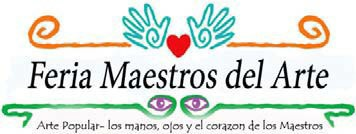 Feria Maestros del Arte
Arte Popular- los manos, ojos y el corazon de los Maestros